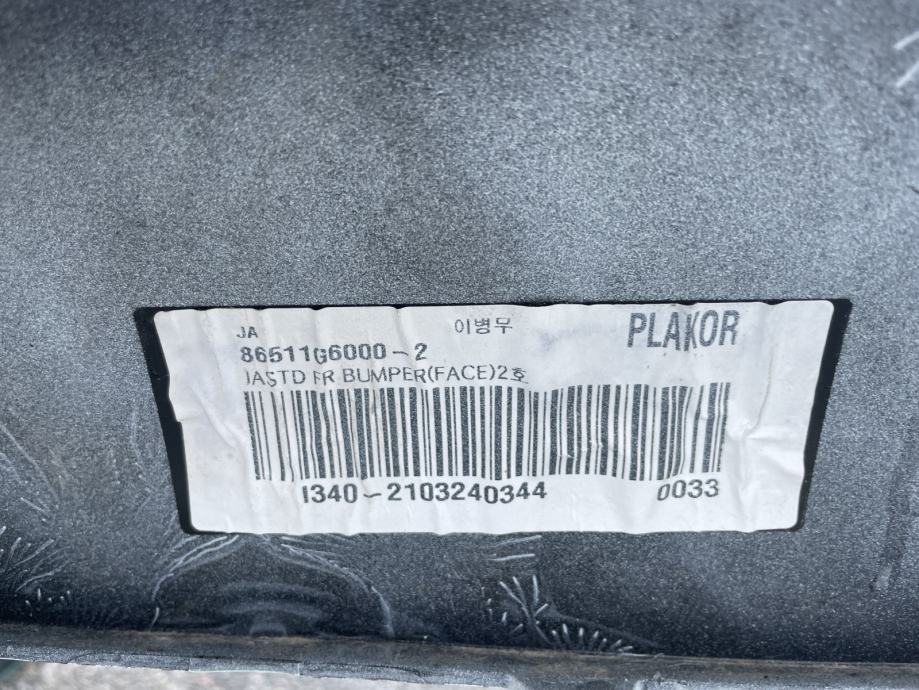 JA 이병무 PLAKOR
86511G6000-2
JASTD FR BUMPER(FACE)2호
I340-2103240344 0033